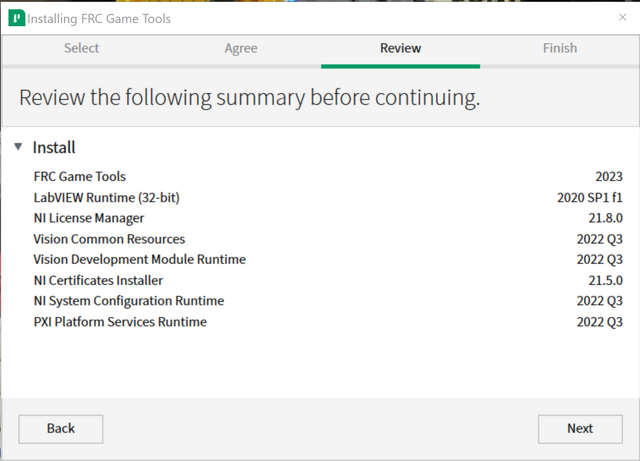 Installing FRC Game Tools
Select Agree Review Finish
Review the following summary before continuing.
Install
FRC Game Tools 2023
LabVIEW Runtime (32-bit) 2020 SP1 f1
NI License Manager 21.8.0
Vision Common Resources 2022 Q3
Vision Development Module Runtime 2022 Q3
NI Certificates Installer 21.5.0
NI System Configuration Runtime 2022 Q3
PXI Platform Services Runtime 2022 Q3
Back Next